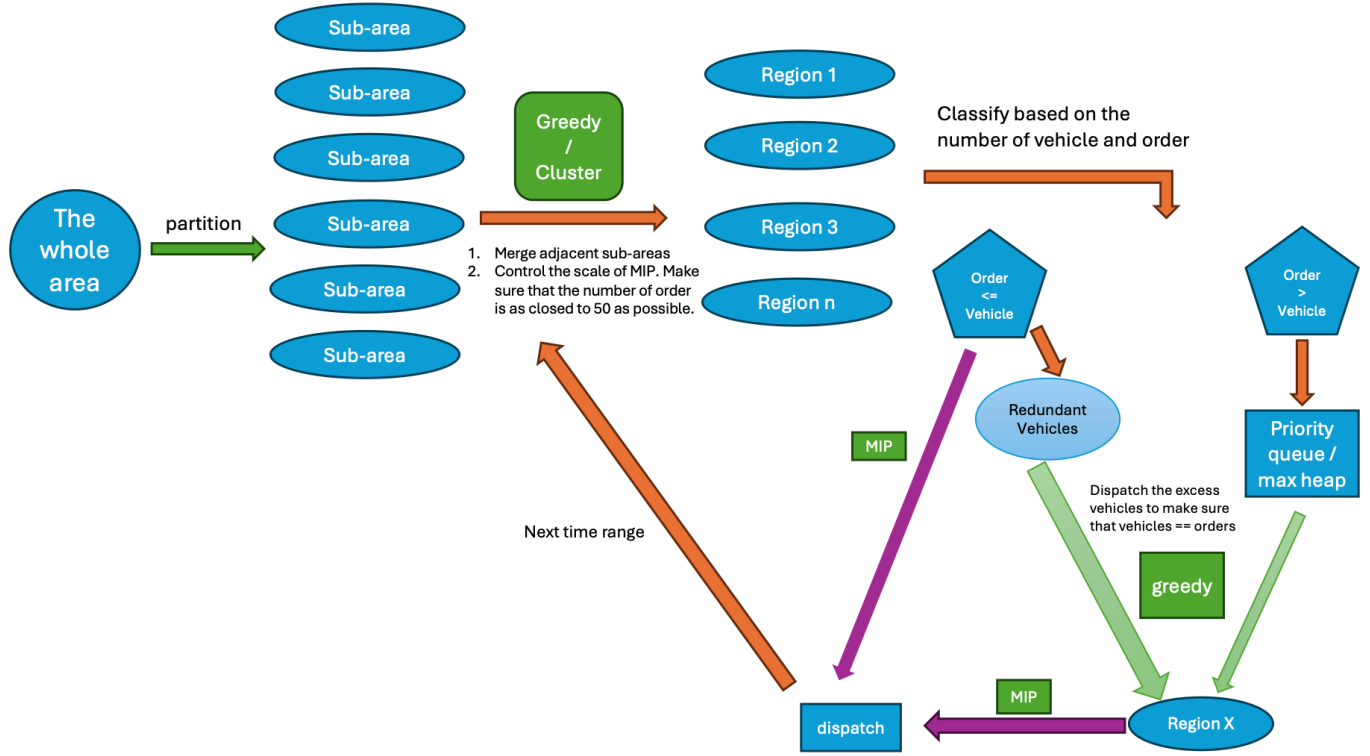 The
whole
area
partition
Sub-area
Sub-area
Sub-area
Sub-area
Sub-area
Sub-area
Greedy
/
Cluster
1. Merge adjacent sub-areas
2. Control the scale of MIP. Make
sure that the number of order
is as closed to 50 as possible.
Region 1
Region 2
Region 3
Region n
Classify based on the
number of vehicle and order
Order
<=
Vehicle
Order
>
Vehicle
Redundant
Vehicles
Priority
queue /
max heap
MIP
Dispatch the excess
vehicles to make sure
that vehicles == orders
greedy
Next time range
MIP
dispatch
Region X